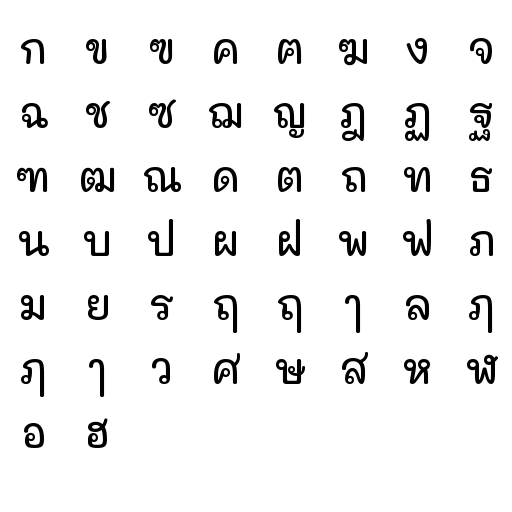 ก ข ฃ ค ฅ ฆ ง จ
ฉ ช ซ ฌ ญ ฎ ฏ ฐ
ฑ ฒ ณ ด ต ถ ท ธ
น บ ป ผ ฝ พ ฟ ภ
ม ย ร ฤ ฤ ๅ ล ฦ
ฦ ๅ ว ศ ษ ส ห ฬ
อ ฮ